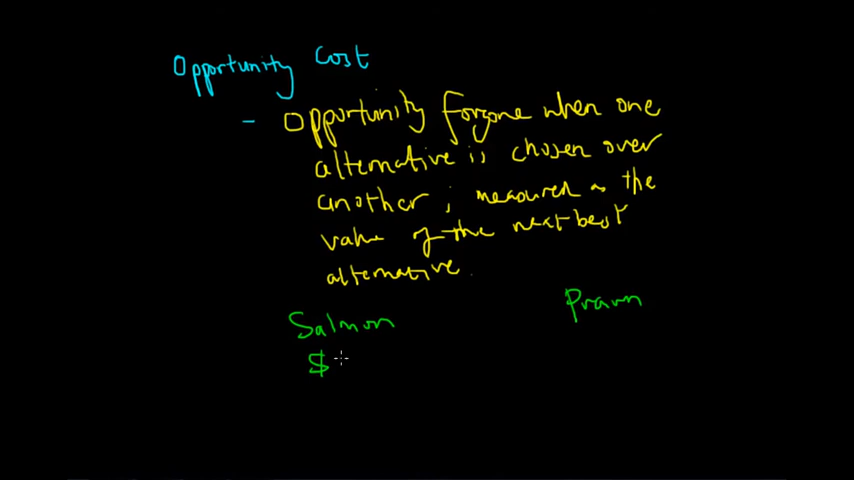 Opportunity Cost
- Opportunity forgone when one
alternative is chosen over
another ; measured as the
value of the next best
alternative.
Salmon Prawn
$